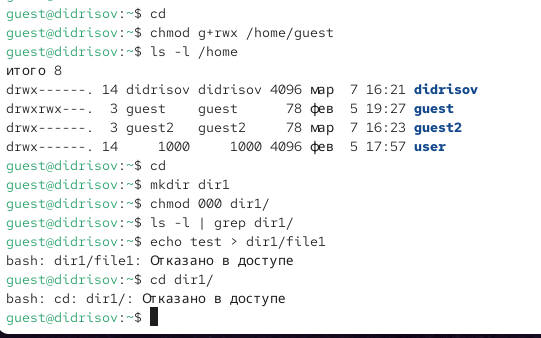 guest@didrisov:~$ cd
guest@didrisov:~$ chmod g+rwx /home/guest
guest@didrisov:~$ ls -l /home
итого 8
drwx------. 14 didrisov didrisov 4096 мар  7 16:21 didrisov
drwxrwx---.  3 guest    guest      78 фев  5 19:27 guest
drwx------.  3 guest2   guest2     78 мар  7 16:23 guest2
drwx------. 14     1000     1000 4096 фев  5 17:57 user
guest@didrisov:~$ cd
guest@didrisov:~$ mkdir dir1
guest@didrisov:~$ chmod 000 dir1/
guest@didrisov:~$ ls -l | grep dir1/
guest@didrisov:~$ echo test > dir1/file1
bash: dir1/file1: Отказано в доступе
guest@didrisov:~$ cd dir1/
bash: cd: dir1/: Отказано в доступе
guest@didrisov:~$